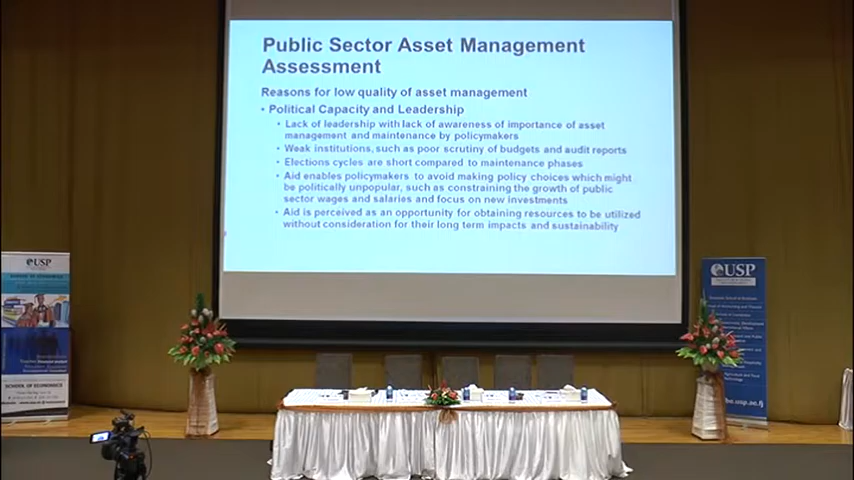 Public Sector Asset Management
Assessment
Reasons for low quality of asset management
• Political Capacity and Leadership
• Lack of leadership with lack of awareness of importance of asset
management and maintenance by policymakers
• Weak institutions, such as poor scrutiny of budgets and audit reports
• Elections cycles are short compared to maintenance phases
• Aid enables policymakers to avoid making policy choices which might
be politically unpopular, such as constraining the growth of public
sector wages and salaries and focus on new investments
• Aid is perceived as an opportunity for obtaining resources to be utilized
without consideration for their long term impacts and sustainability
USP
SCHOOL OF ECONOMICS
SCHOOL OF ECONOMICS
USP